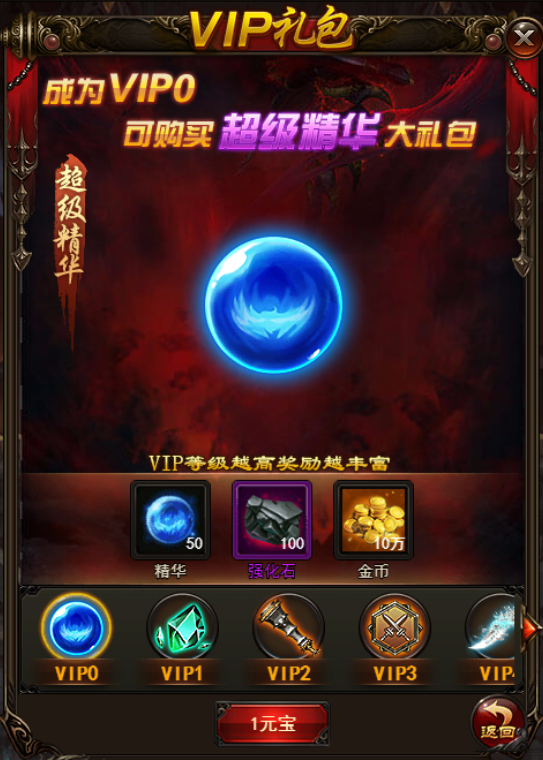 VIP礼包
成为VIP0
可购买超级精华大礼包
超级精华
VIP等级越高奖励越丰富
50
100
10万
精华
强化石
金币
VIP0
VIP1
VIP2
VIP3
VIP4
1元宝
返回